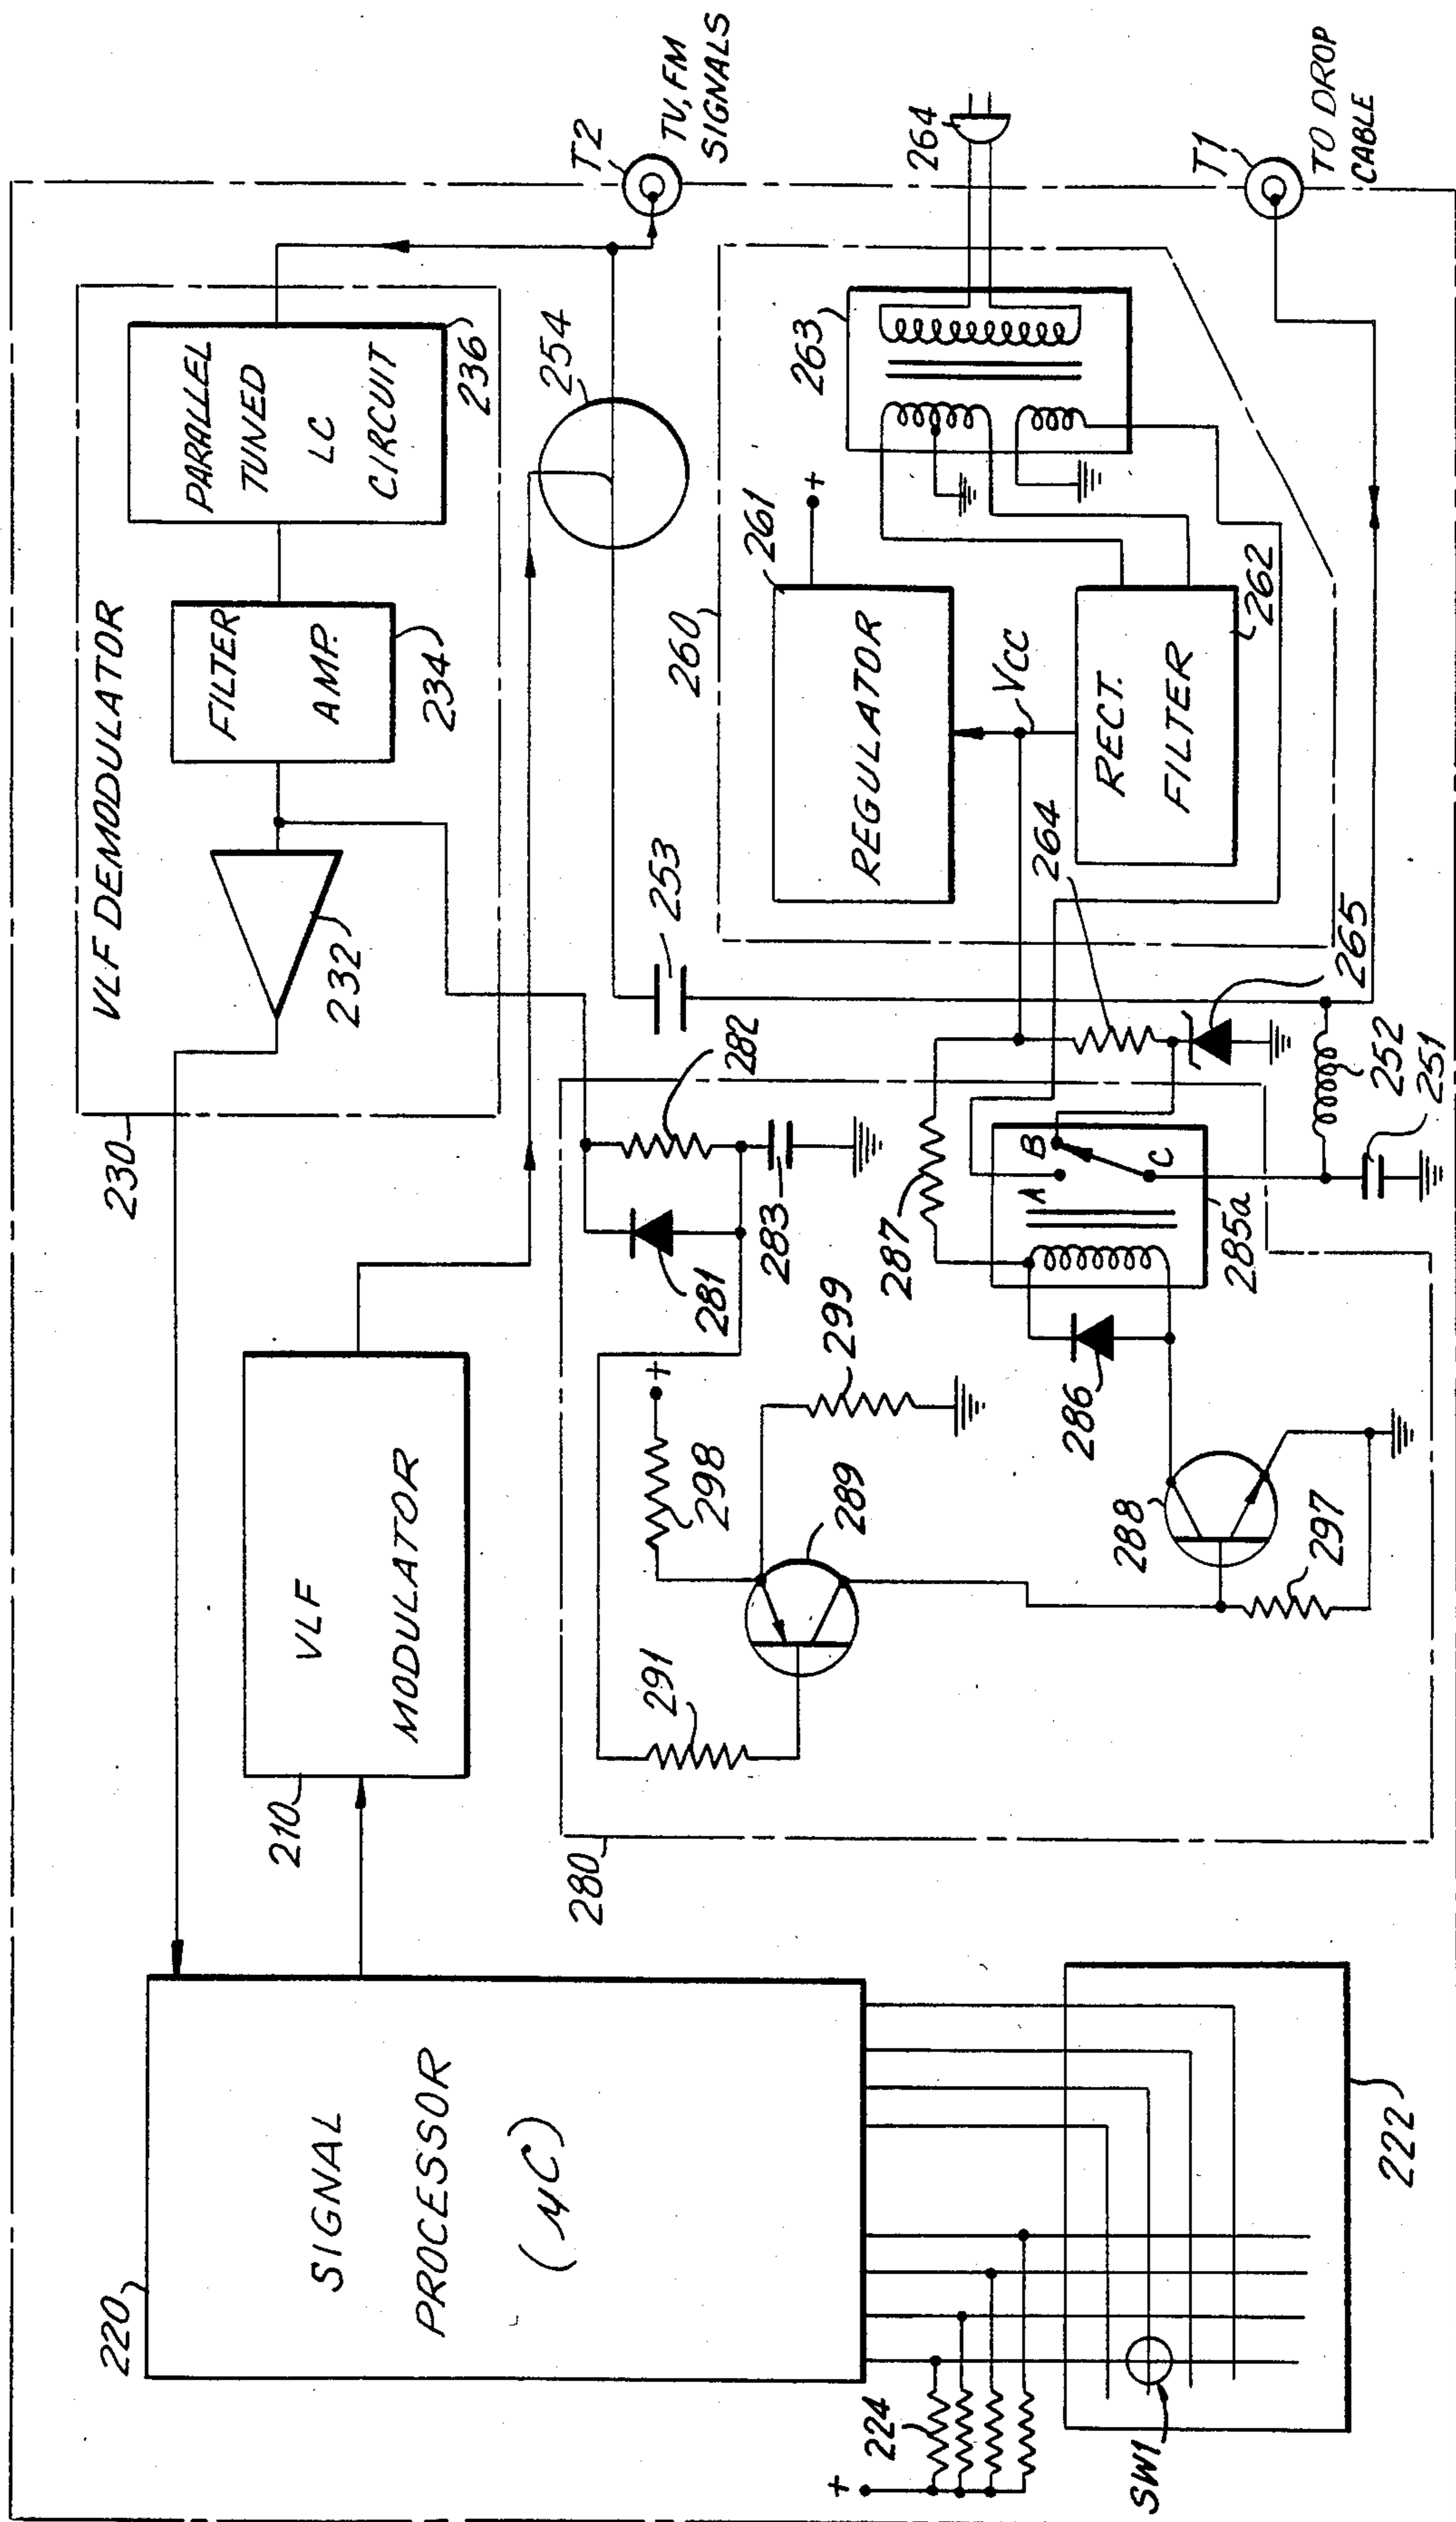 VLF DEMODULATOR
230
PARALLEL
TUNED
LC
CIRCUIT
236
FILTER
AMP.
234
232
T2
TV, FM
SIGNALS
254
253
220
SIGNAL
PROCESSOR
(μC)
210
VLF
MODULATOR
260
261
REGULATOR
+
263
264
VCC
RECT.
FILTER
262
264
265
T1
TO DROP
CABLE
252
251
280
282
281
283
+
298
299
291
289
287
A
B
C
285a
286
288
297
224
+
SW1
222